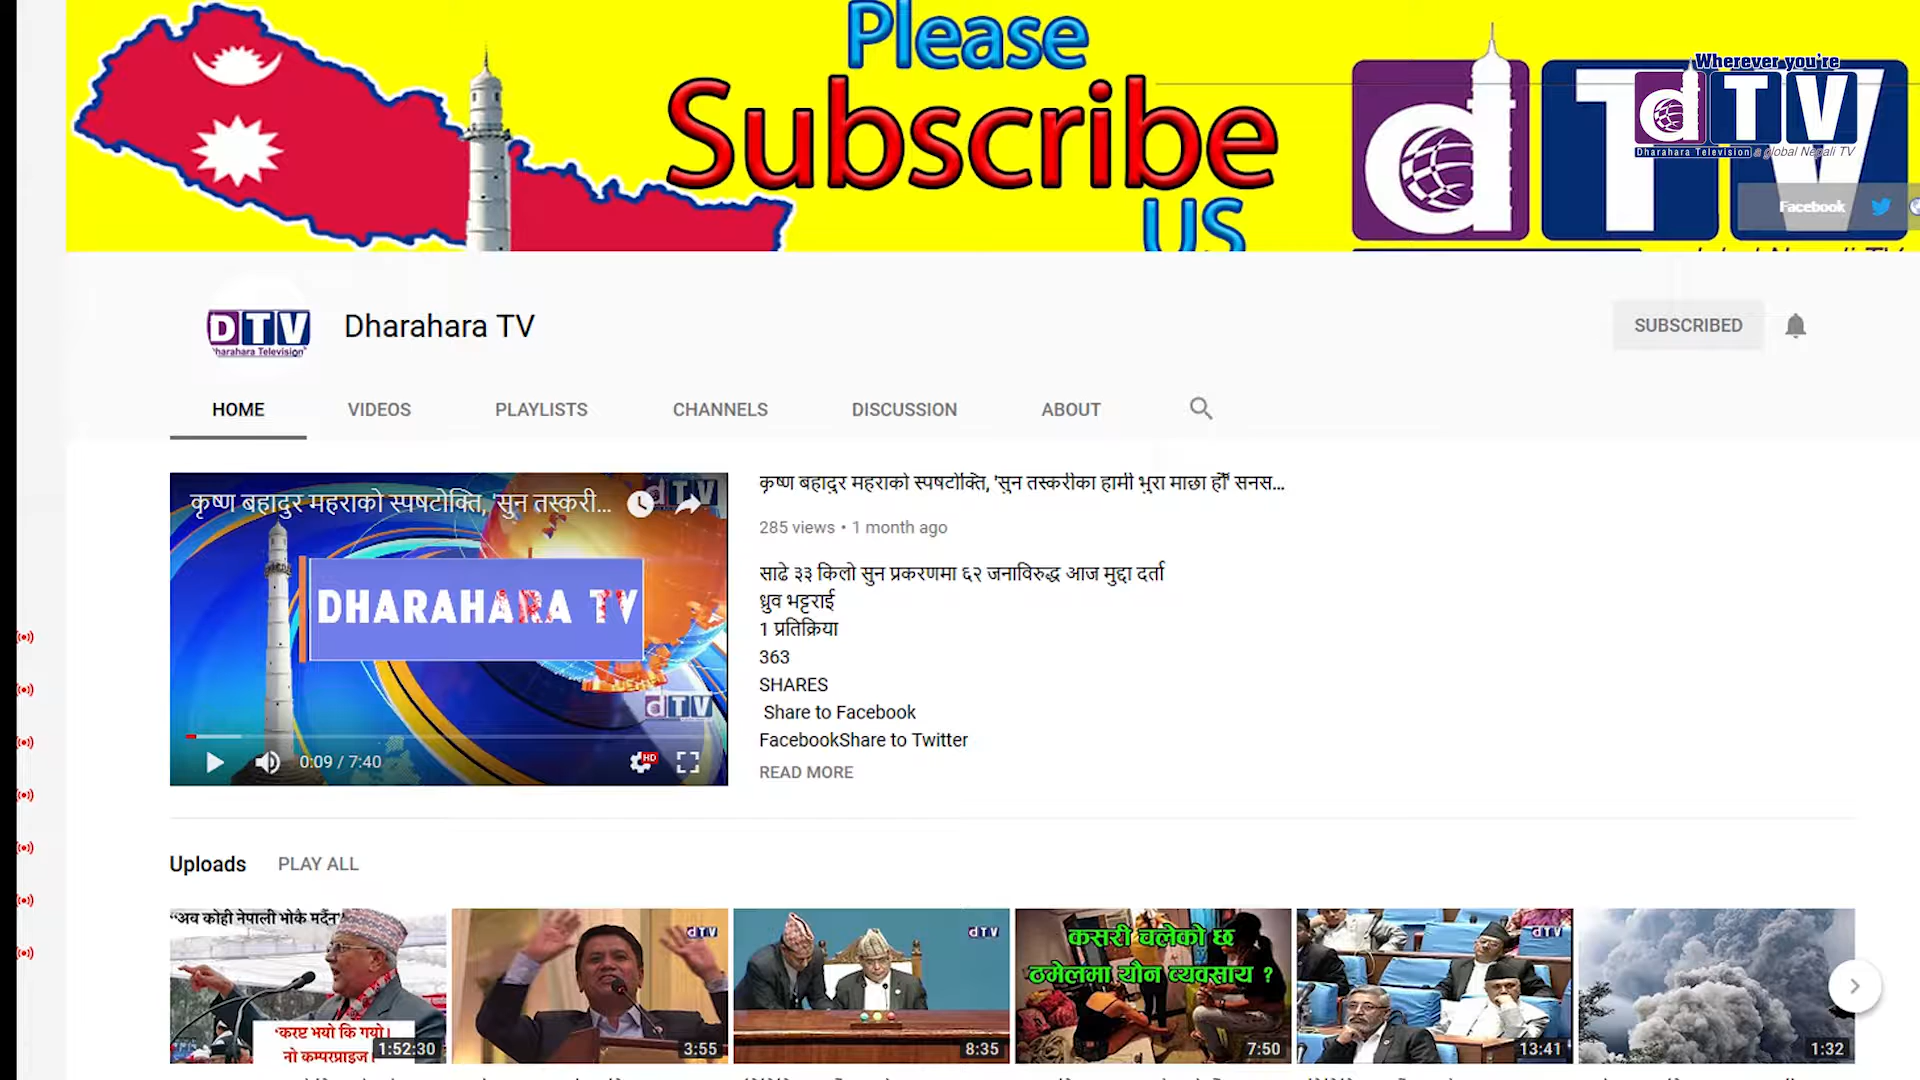 Please
Subscribe
US
dTV
Wherever you're
dTV
Dharahara Television a global Nepali TV
Facebook
DTV
Dharahara TV
SUBSCRIBED
HOME
VIDEOS
PLAYLISTS
CHANNELS
DISCUSSION
ABOUT
कृष्ण बहादुर महराको स्पष्टोक्ति, 'सुन तस्करी...
dTV
DHARAHARA TV
dTV
0:09 / 7:40
HD
कृष्ण बहादुर महराको स्पष्टोक्ति, 'सुन तस्करीका हामी भुरा माछा हौँ' सनस...
285 views • 1 month ago
साढे ३३ किलो सुन प्रकरणमा ६२ जनाविरुद्ध आज मुद्दा दर्ता
ध्रुव भट्टराई
1 प्रतिक्रिया
363
SHARES
Share to Facebook
FacebookShare to Twitter
READ MORE
Uploads
PLAY ALL
“अव कोही नेपाली भोकै मर्दैन”
'करप्ट भयो कि गयो।
नो कम्परप्राइज
1:52:30
dTV
3:55
dTV
8:35
कसरी चलेको छ
ठमेलमा यौन व्यवसाय ?
7:50
dTV
13:41
1:32